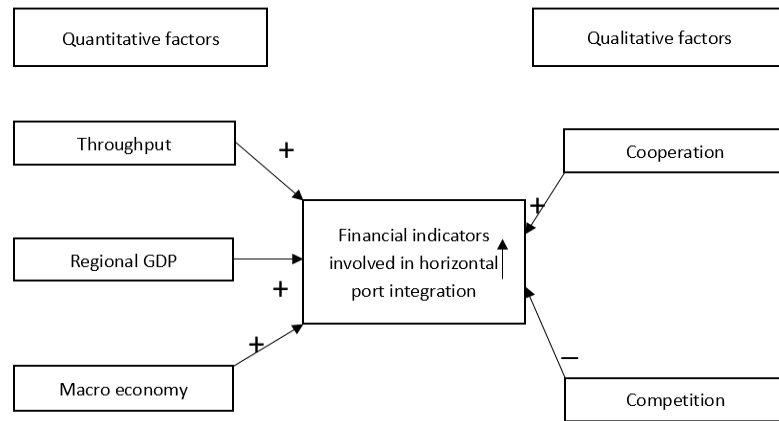 Quantitative factors
Qualitative factors
Throughput
+
Cooperation
+
Financial indicators
involved in horizontal
port integration
Regional GDP
+
+
Macro economy
−
Competition